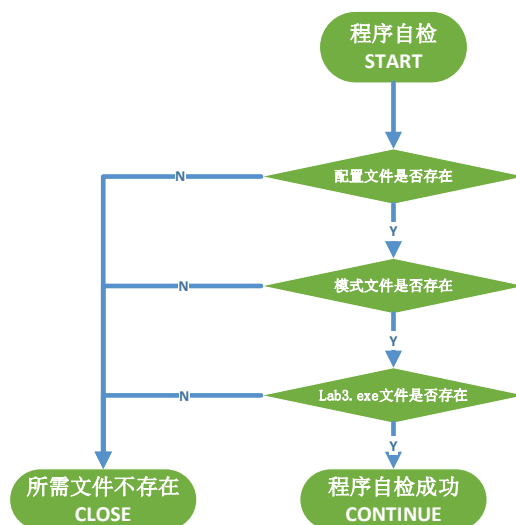 程序自检
START
配置文件是否存在
N
Y
模式文件是否存在
N
Y
Lab3.exe文件是否存在
N
Y
所需文件不存在
CLOSE
程序自检成功
CONTINUE